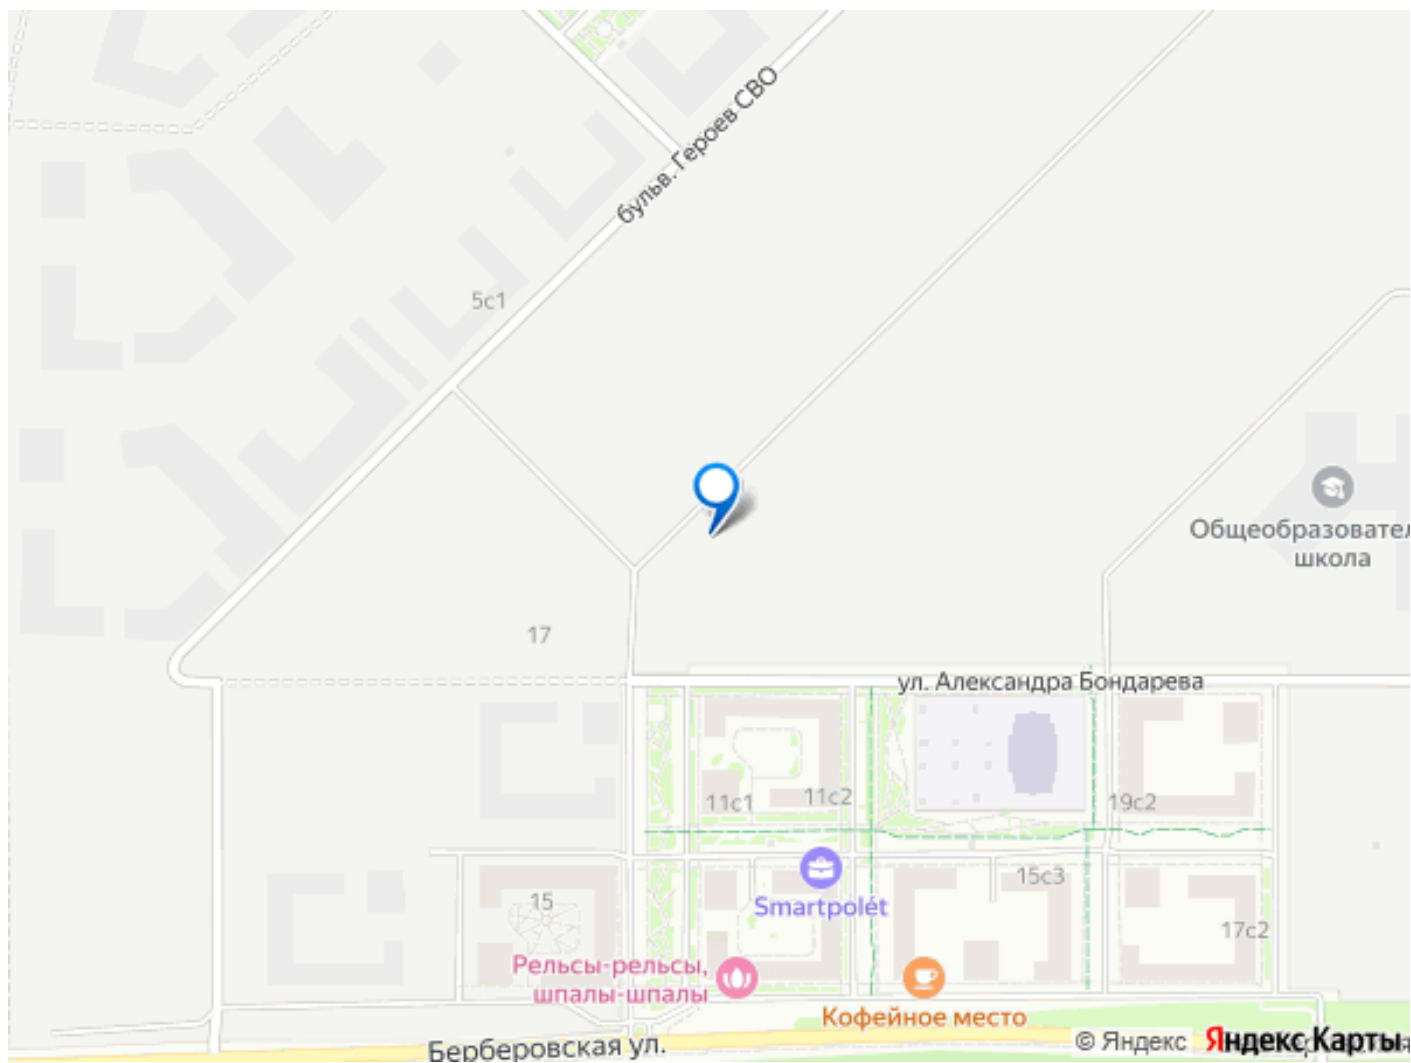 бульв. Героев СВО
5с1
Общеобразовател
школа
17
ул. Александра Бондарева
11с1
11с2
19с2
15с3
15
Smartpolét
17с2
Рельсы-рельсы,
шпалы-шпалы
Кофейное место
Берберовская ул.
© Яндекс Яндекс Карты